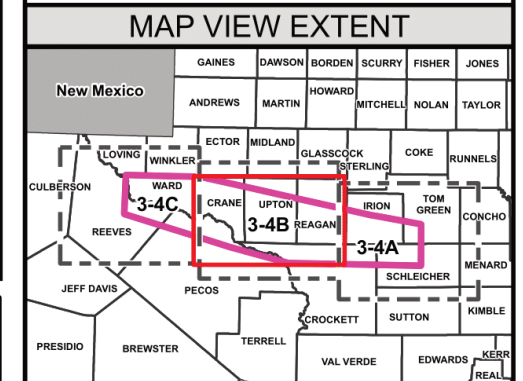 MAP VIEW EXTENT
GAINES DAWSON BORDEN SCURRY FISHER JONES
New Mexico
ANDREWS MARTIN HOWARD MITCHELL NOLAN TAYLOR
ECTOR MIDLAND GLASSCOCK STERLING COKE RUNNELS
LOVING WINKLER
CULBERSON WARD CRANE UPTON REAGAN IRION TOM GREEN CONCHO
3-4C 3-4B 3-4A
REEVES SCHLEICHER MENARD
JEFF DAVIS PECOS CROCKETT SUTTON KIMBLE
PRESIDIO BREWSTER TERRELL VAL VERDE EDWARDS KERR
REAL